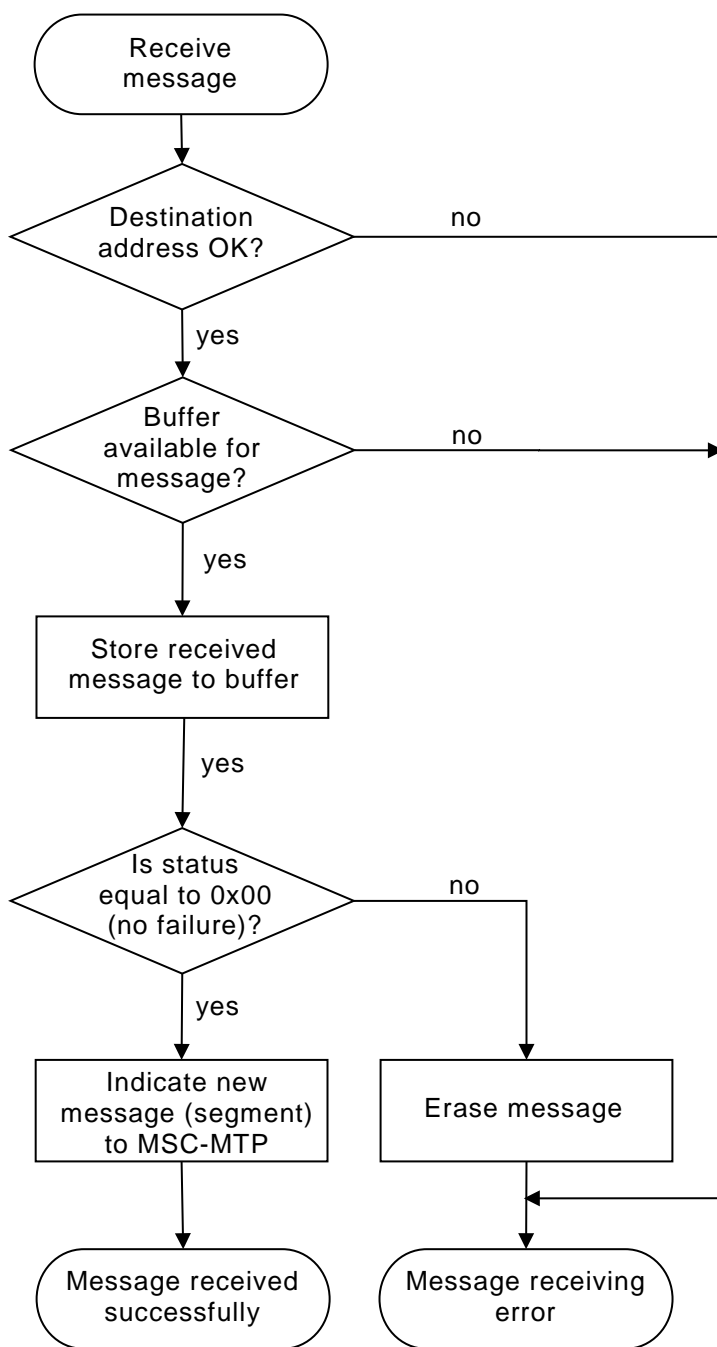 Receive
message
Destination
address OK?
no
yes
Buffer
available for
message?
no
yes
Store received
message to buffer
yes
Is status
equal to 0x00
(no failure)?
no
yes
Indicate new
message (segment)
to MSC-MTP
Erase message
Message received
successfully
Message receiving
error